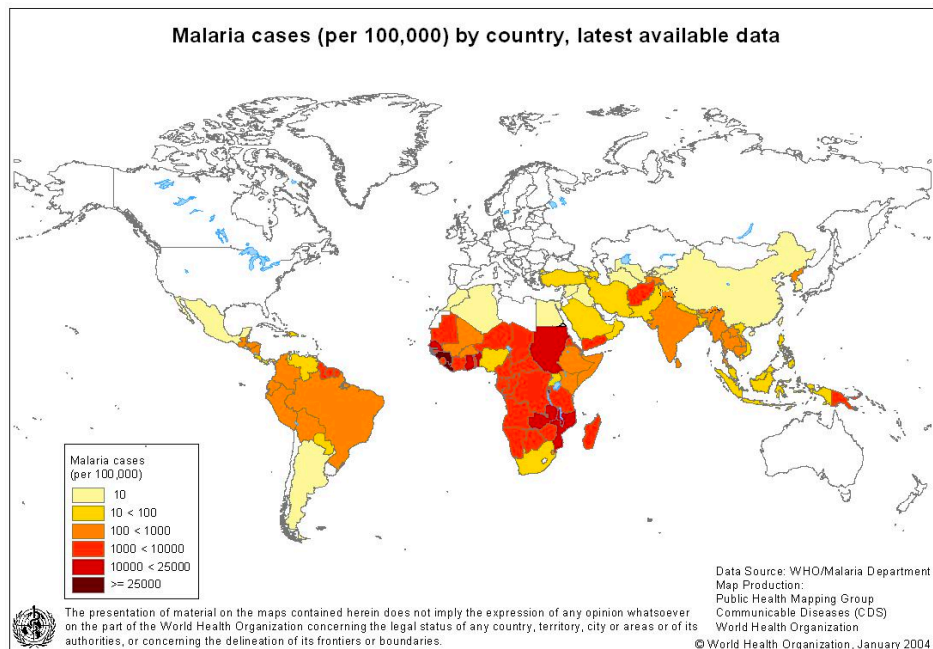 Malaria cases (per 100,000) by country, latest available data
Malaria cases
(per 100,000)
10
10 < 100
100 < 1000
1000 < 10000
10000 < 25000
>= 25000
Data Source: WHO/Malaria Department
Map Production:
Public Health Mapping Group
Communicable Diseases (CDS)
World Health Organization
© World Health Organization, January 2004
The presentation of material on the maps contained herein does not imply the expression of any opinion whatsoever
on the part of the World Health Organization concerning the legal status of any country, territory, city or areas or of its
authorities, or concerning the delineation of its frontiers or boundaries.